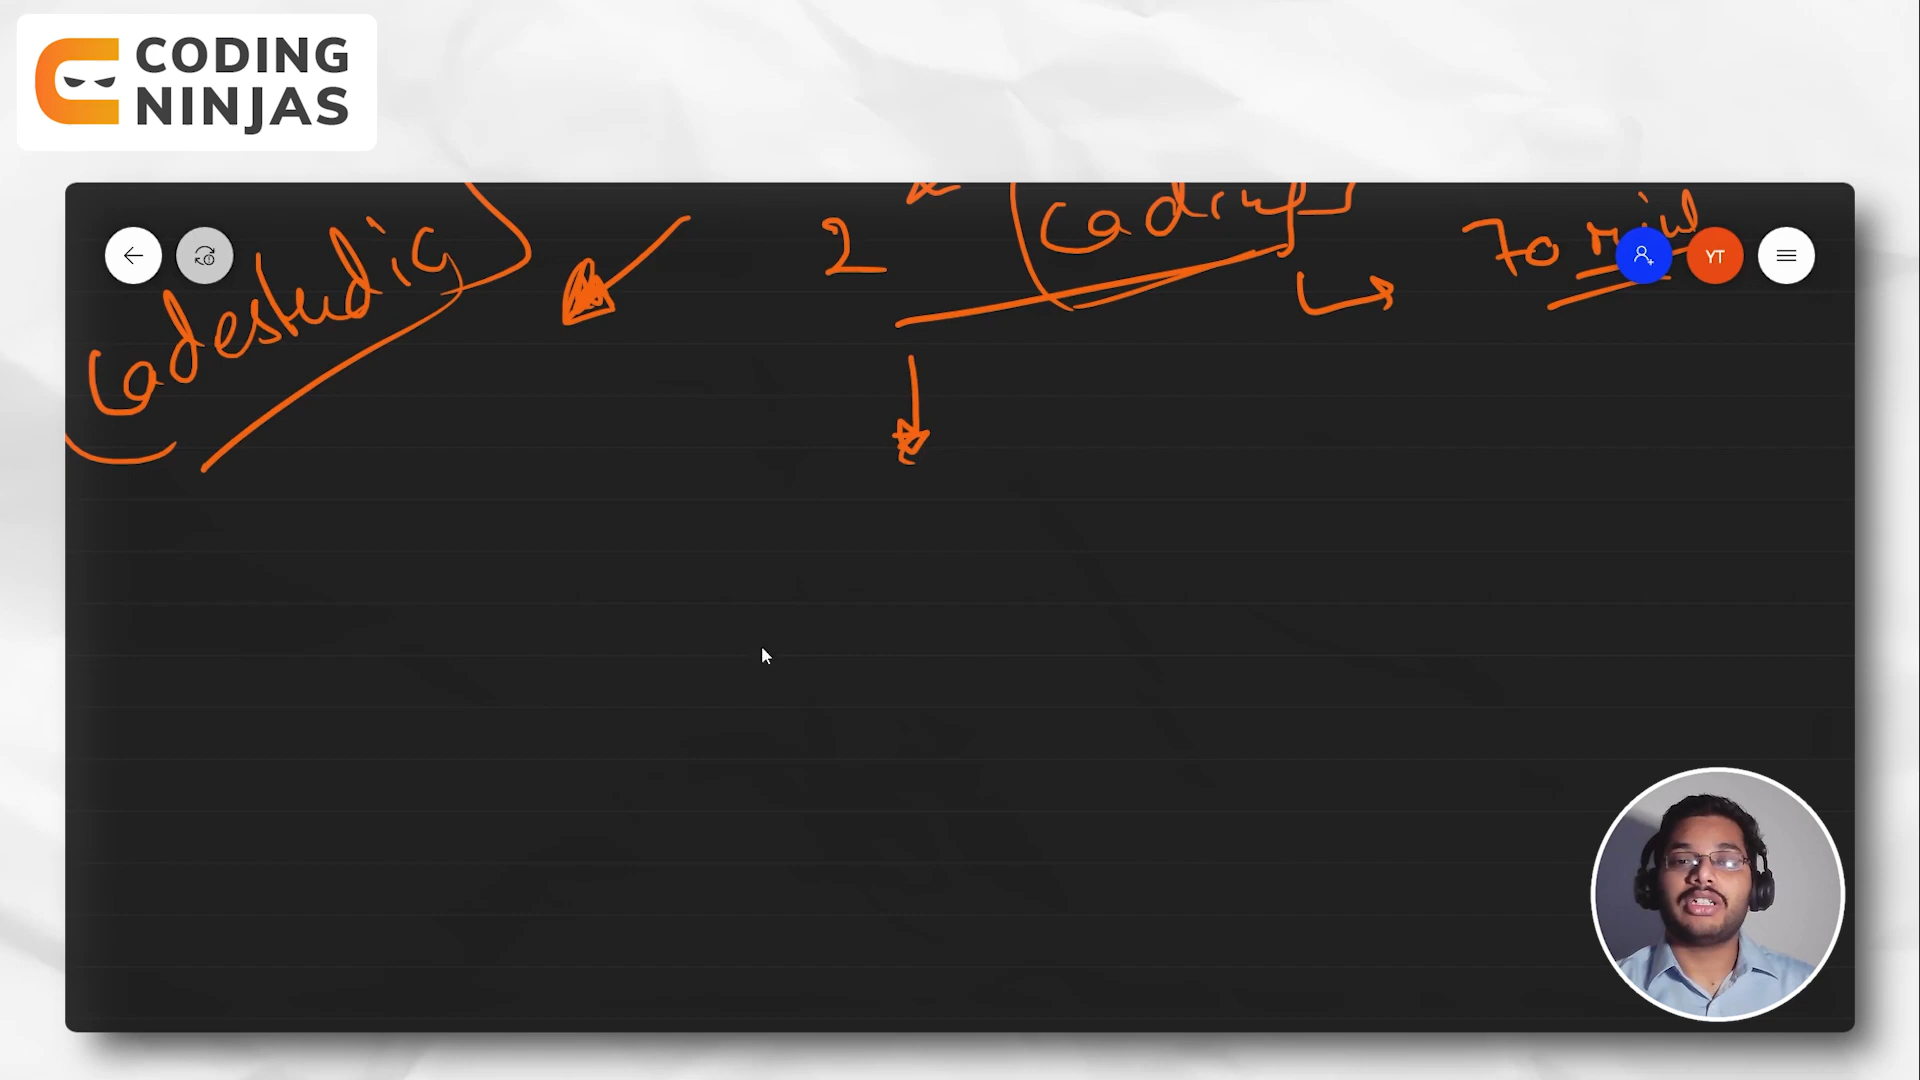 CODING
NINJAS
2 (Coding) → 70 min
Codestudio
YT